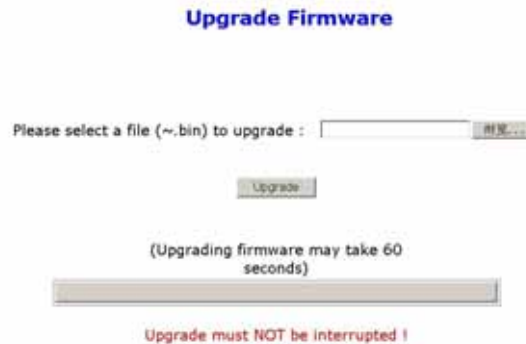 Upgrade Firmware
Please select a file (~.bin) to upgrade :
Upgrade
(Upgrading firmware may take 60
seconds)
Upgrade must NOT be interrupted !